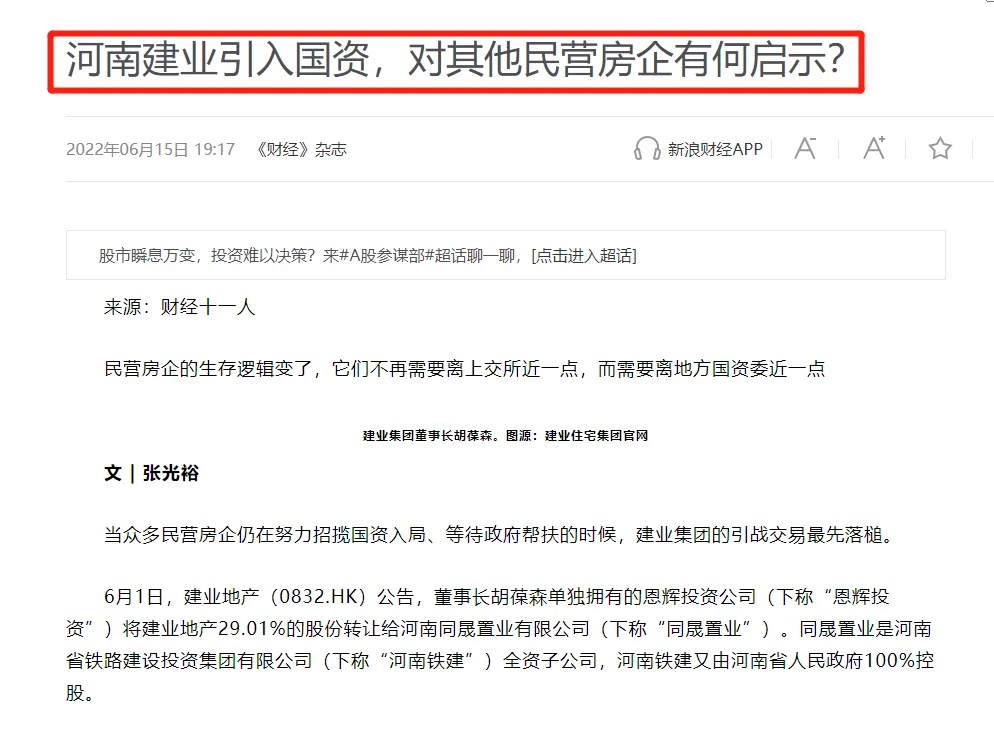 河南建业引入国资，对其他民营房企有何启示？
2022年06月15日 19:17 《财经》杂志
新浪财经APP A- A+
股市瞬息万变，投资难以决策？来#A股参谋部#超话聊一聊，[点击进入超话]
来源：财经十一人
民营房企的生存逻辑变了，它们不再需要离上交所近一点，而需要离地方国资委近一点
建业集团董事长胡葆森。图源：建业住宅集团官网
文 | 张光裕
当众多民营房企仍在努力招揽国资入局、等待政府帮扶的时候，建业集团的引战交易最先落槌。
6月1日，建业地产（0832.HK）公告，董事长胡葆森单独拥有的恩辉投资公司（下称“恩辉投
资”）将建业地产29.01%的股份转让给河南同晟置业有限公司（下称“同晟置业”）。同晟置业是河南
省铁路建设投资集团有限公司（下称“河南铁建”）全资子公司，河南铁建又由河南省人民政府100%控
股。